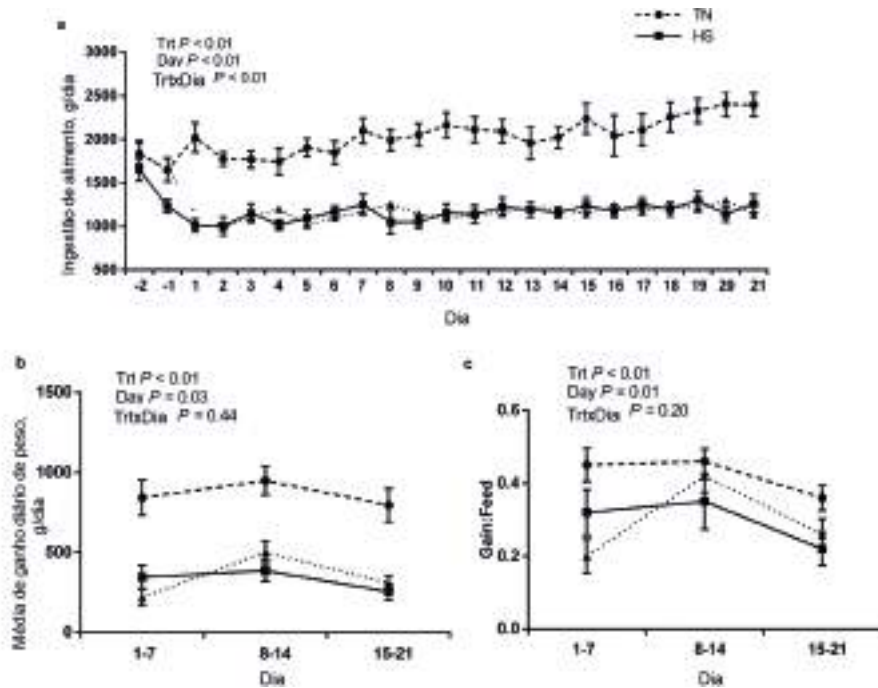 a
TN
HS
Trt P < 0.01
Day P < 0.01
TrtxDia P < 0.01
Ingestão de alimento, g/dia
3000
2500
2000
1500
1000
500
-2 -1 1 2 3 4 5 6 7 8 9 10 11 12 13 14 15 16 17 18 19 20 21
Dia
b
Trt P < 0.01
Day P = 0.03
TrtxDia P = 0.44
Média de ganho diário de peso,
g/dia
1500
1000
500
0
1-7 8-14 15-21
Dia
c
Trt P < 0.01
Day P = 0.01
TrtxDia P = 0.20
Gain:Feed
0.6
0.4
0.2
0.0
1-7 8-14 15-21
Dia